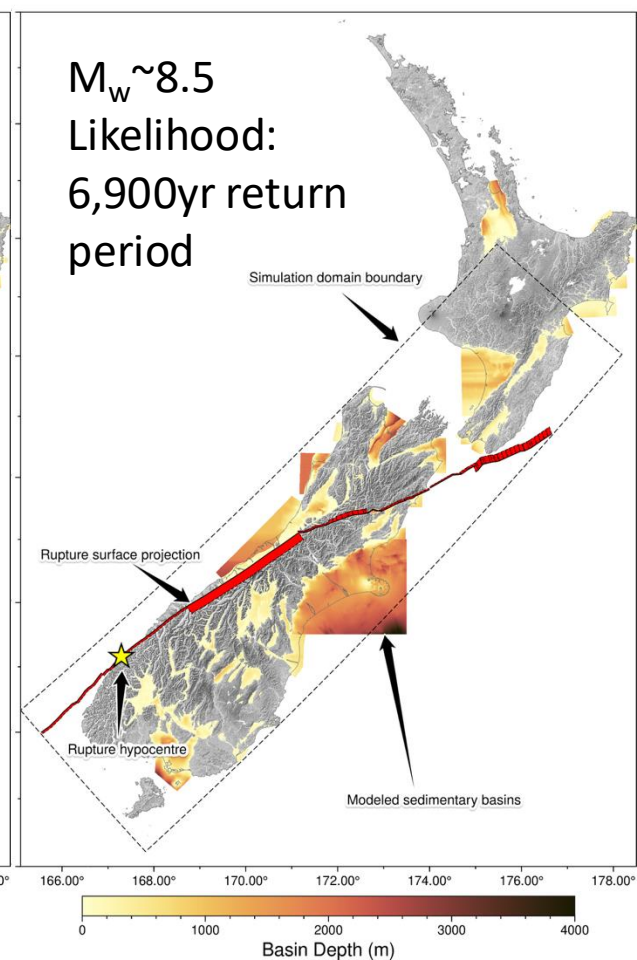 M_w~8.5
Likelihood:
6,900yr return
period
Simulation domain boundary
Rupture surface projection
Rupture hypocentre
Modeled sedimentary basins
0° 166.00° 168.00° 170.00° 172.00° 174.00° 176.00° 178.00°
0 1000 2000 3000 4000
Basin Depth (m)